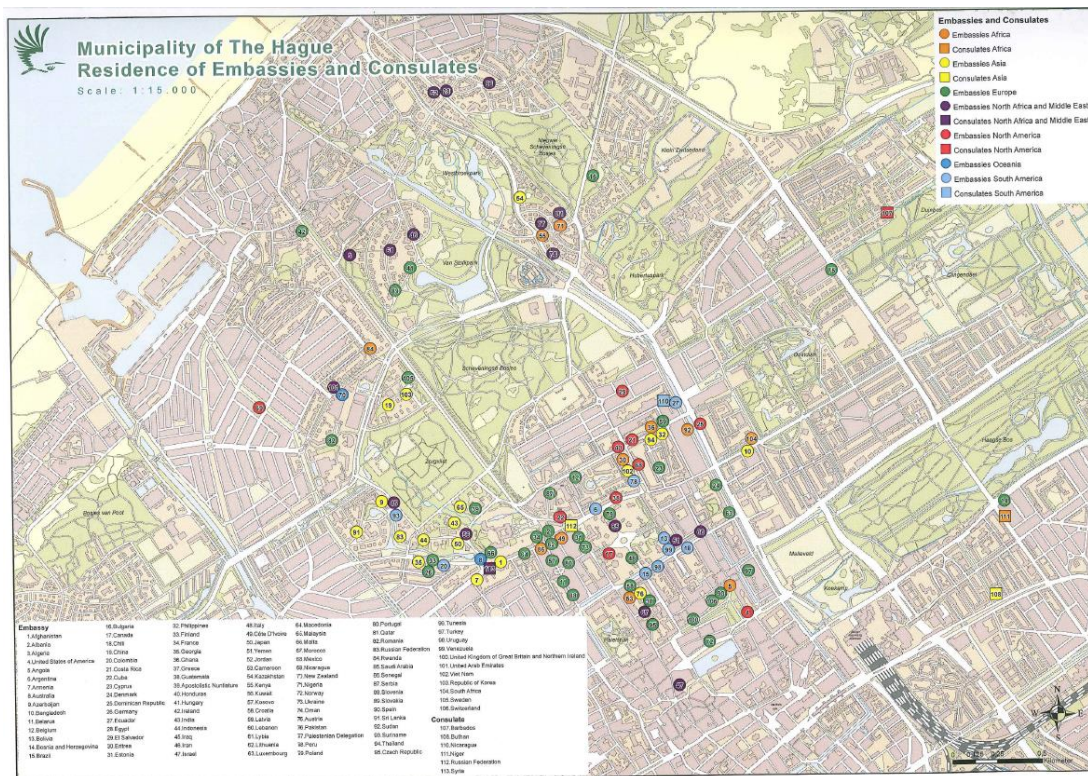 Municipality of The Hague
Residence of Embassies and Consulates
Scale: 1:15.000
Embassies and Consulates
Embassies Africa
Consulates Africa
Embassies Asia
Consulates Asia
Embassies Europe
Embassies North Africa and Middle East
Consulates North Africa and Middle East
Embassies North America
Consulates North America
Embassies Oceania
Embassies South America
Consulates South America
Westbroekpark
Klein Zwitserland
Van Stolkpark
Hubertuspark
Scheveningse Bosjes
Zorgvliet
Bosjes van Poot
Haagse Bos
Malieveld
Koekamp
Embassy
1.Afghanistan
2.Albania
3.Algeria
4.United States of America
5.Angola
6.Argentina
7.Armenia
8.Australia
9.Azerbaijan
10.Bangladesh
11.Belarus
12.Belgium
13.Bolivia
14.Bosnia and Herzegovina
15.Brazil
16.Bulgaria
17.Canada
18.Chili
19.China
20.Colombia
21.Costa Rica
22.Cuba
23.Cyprus
24.Denmark
25.Dominican Republic
26.Germany
27.Ecuador
28.Egypt
29.El Salvador
30.Eritrea
31.Estonia
32.Philippines
33.Finland
34.France
35.Georgia
36.Ghana
37.Greece
38.Guatemala
39.Apostolistic Nuntiature
40.Honduras
41.Hungary
42.Ireland
43.India
44.Indonesia
45.Iraq
46.Iran
47.Israel
48.Italy
49.Côte D'Ivoire
50.Japan
51.Yemen
52.Jordan
53.Cameroon
54.Kazakhstan
55.Kenya
56.Kuwait
57.Kosovo
58.Croatia
59.Latvia
60.Lebanon
61.Lybia
62.Lithuania
63.Luxembourg
64.Macedonia
65.Malaysia
66.Malta
67.Morocco
68.Mexico
69.Nicaragua
70.New Zealand
71.Nigeria
72.Norway
73.Ukraine
74.Oman
75.Austria
76.Pakistan
77.Palestenian Delegation
78.Peru
79.Poland
80.Portugal
81.Qatar
82.Romania
83.Russian Federation
84.Rwanda
85.Saudi Arabia
86.Senegal
87.Serbia
88.Slovenia
89.Slovakia
90.Spain
91.Sri Lanka
92.Sudan
93.Suriname
94.Thailand
95.Czech Republic
96.Tunesia
97.Turkey
98.Uruguay
99.Venezuela
100.United Kingdom of Great Britain and Northern Ireland
101.United Arab Emirates
102.Viet Nam
103.Republic of Korea
104.South Africa
105.Sweden
106.Switzerland
Consulate
107.Barbados
108.Buthan
110.Nicaragua
111.Niger
112.Russian Federation
113.Syria
N
Kilometer